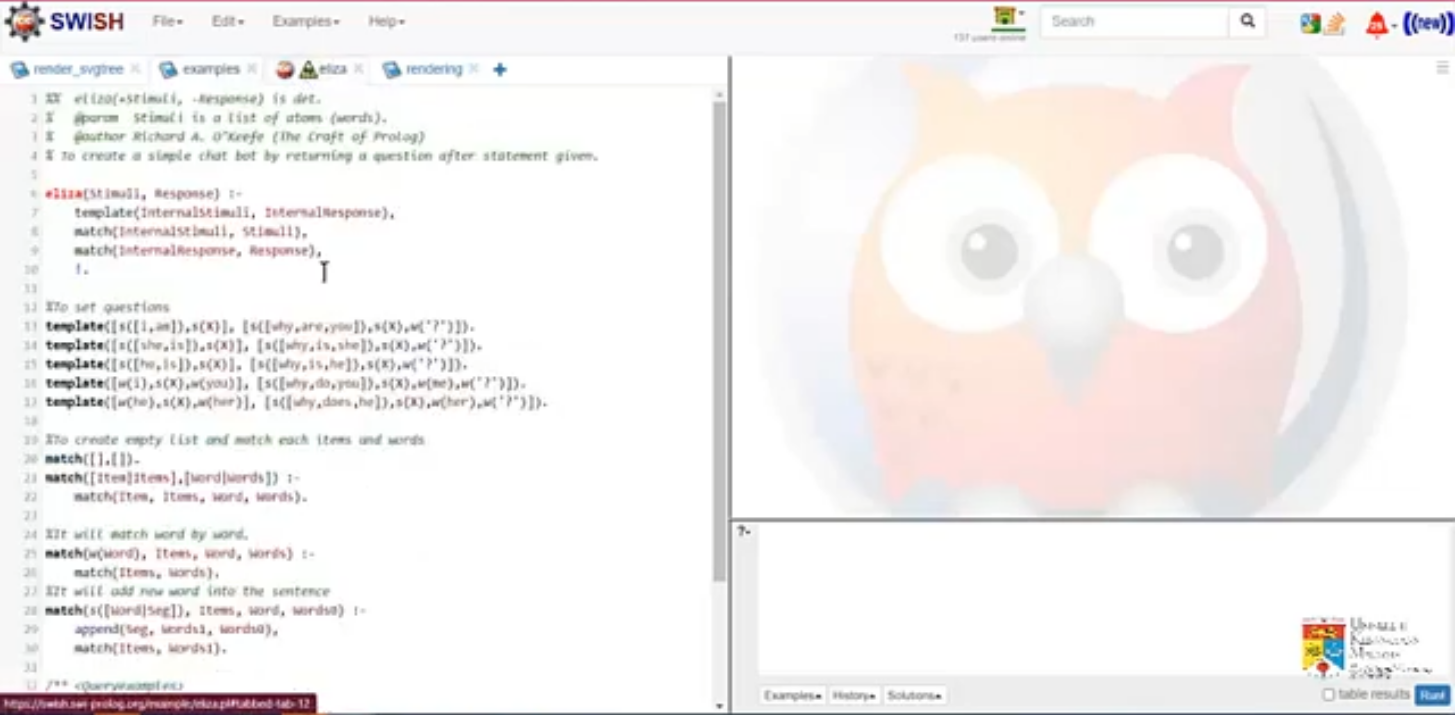 SWISH File Edit Examples Help
137 users online
Search
((new))
render_svgtree examples eliza rendering
1 %% eliza(+Stimuli, -Response) is det.
2 % @param Stimuli is a list of atoms (words).
3 % @author Richard A. O'Keefe (The Craft of Prolog)
4 % To create a simple chat bot by returning a question after statement given.
5
6 eliza(Stimuli, Response) :-
7 template(InternalStimuli, InternalResponse),
8 match(InternalStimuli, Stimuli),
9 match(InternalResponse, Response),
10 !.
11
12 %To set questions
13 template([s([i,am]),s(X)], [s([why,are,you]),s(X),w('?')]).
14 template([s([she,is]),s(X)], [s([why,is,she]),s(X),w('?')]).
15 template([s([he,is]),s(X)], [s([why,is,he]),s(X),w('?')]).
16 template([w(i),s(X),w(you)], [s([why,do,you]),s(X),w(me),w('?')]).
17 template([w(he),s(X),w(her)], [s([why,does,he]),s(X),w(her),w('?')]).
18
19 %To create empty list and match each items and words
20 match([],[]).
21 match([Item|Items],[Word|Words]) :-
22 match(Item, Items, Word, Words).
23
24 %It will match word by word.
25 match(w(Word), Items, Word, Words) :-
26 match(Items, Words).
27 %It will add new word into the sentence
28 match(s([Word|Seg]), Items, Word, Words0) :-
29 append(Seg, Words1, Words0),
30 match(Items, Words1).
31
32 /** <Queryexamples>
https://swish.swi-prolog.org/example/eliza.pl#tabbed-tab-12
?-
Examples History Solutions
table results Run!